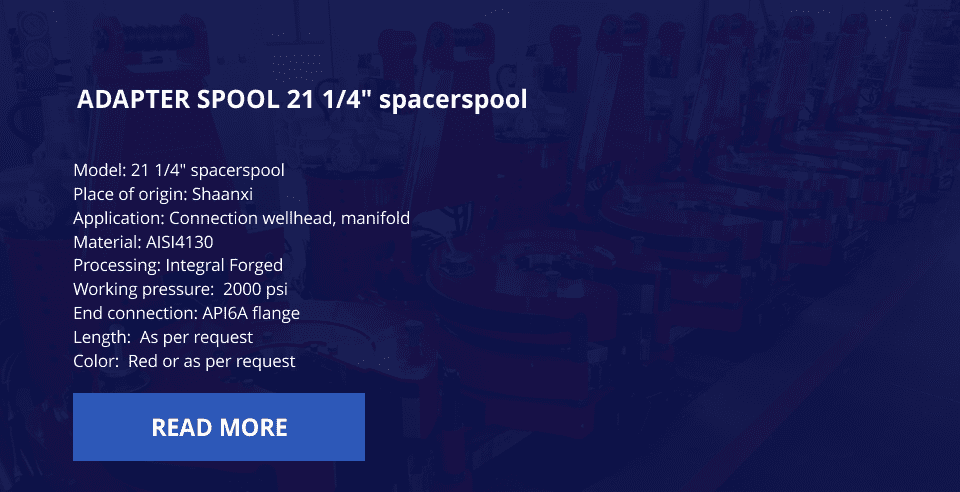 ADAPTER SPOOL 21 1/4" spacerspool
Model: 21 1/4" spacerspool
Place of origin: Shaanxi
Application: Connection wellhead, manifold
Material: AISI4130
Processing: Integral Forged
Working pressure:  2000 psi
End connection: API6A flange
Length:  As per request
Color:  Red or as per request
READ MORE